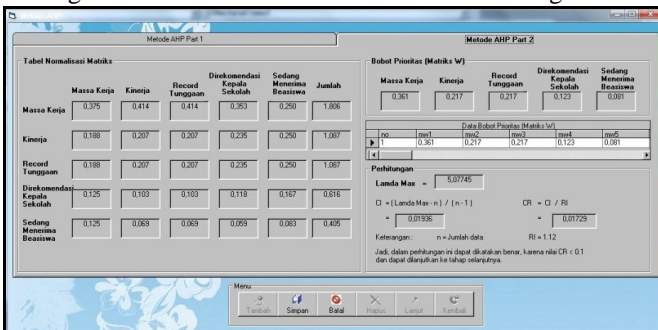 Metode AHP Part 1
Metode AHP Part 2
Tabel Normalisasi Matriks
Massa Kerja Kinerja Record Tunggaan Direkomendasi Kepala Sekolah Sedang Menerima Beasiswa Jumlah
Massa Kerja 0,375 0,414 0,414 0,353 0,250 1,806
Kinerja 0,188 0,207 0,207 0,235 0,250 1,087
Record Tunggaan 0,188 0,207 0,207 0,235 0,250 1,087
Direkomendasi Kepala Sekolah 0,125 0,103 0,103 0,118 0,167 0,616
Sedang Menerima Beasiswa 0,125 0,069 0,069 0,059 0,083 0,405
Bobot Prioritas (Matriks W)
Massa Kerja Kinerja Record Tunggaan Direkomendasi Kepala Sekolah Sedang Menerima Beasiswa
0,361 0,217 0,217 0,123 0,081
Data Bobot Prioritas (Matriks W)
no mw1 mw2 mw3 mw4 mw5
1 0,361 0,217 0,217 0,123 0,081
Perhitungan
Lamda Max = 5,07745
CI = ( Lamda Max - n ) / ( n - 1 ) CR = CI / RI
= 0,01936 = 0,01729
Keterangan : n = Jumlah data RI = 1.12
Jadi, dalam perhitungan ini dapat dikatakan benar, karena nilai CR < 0.1
dan dapat dilanjutkan ke tahap selanjutnya.
Menu
Tambah Simpan Batal Hapus Lanjut Kembali